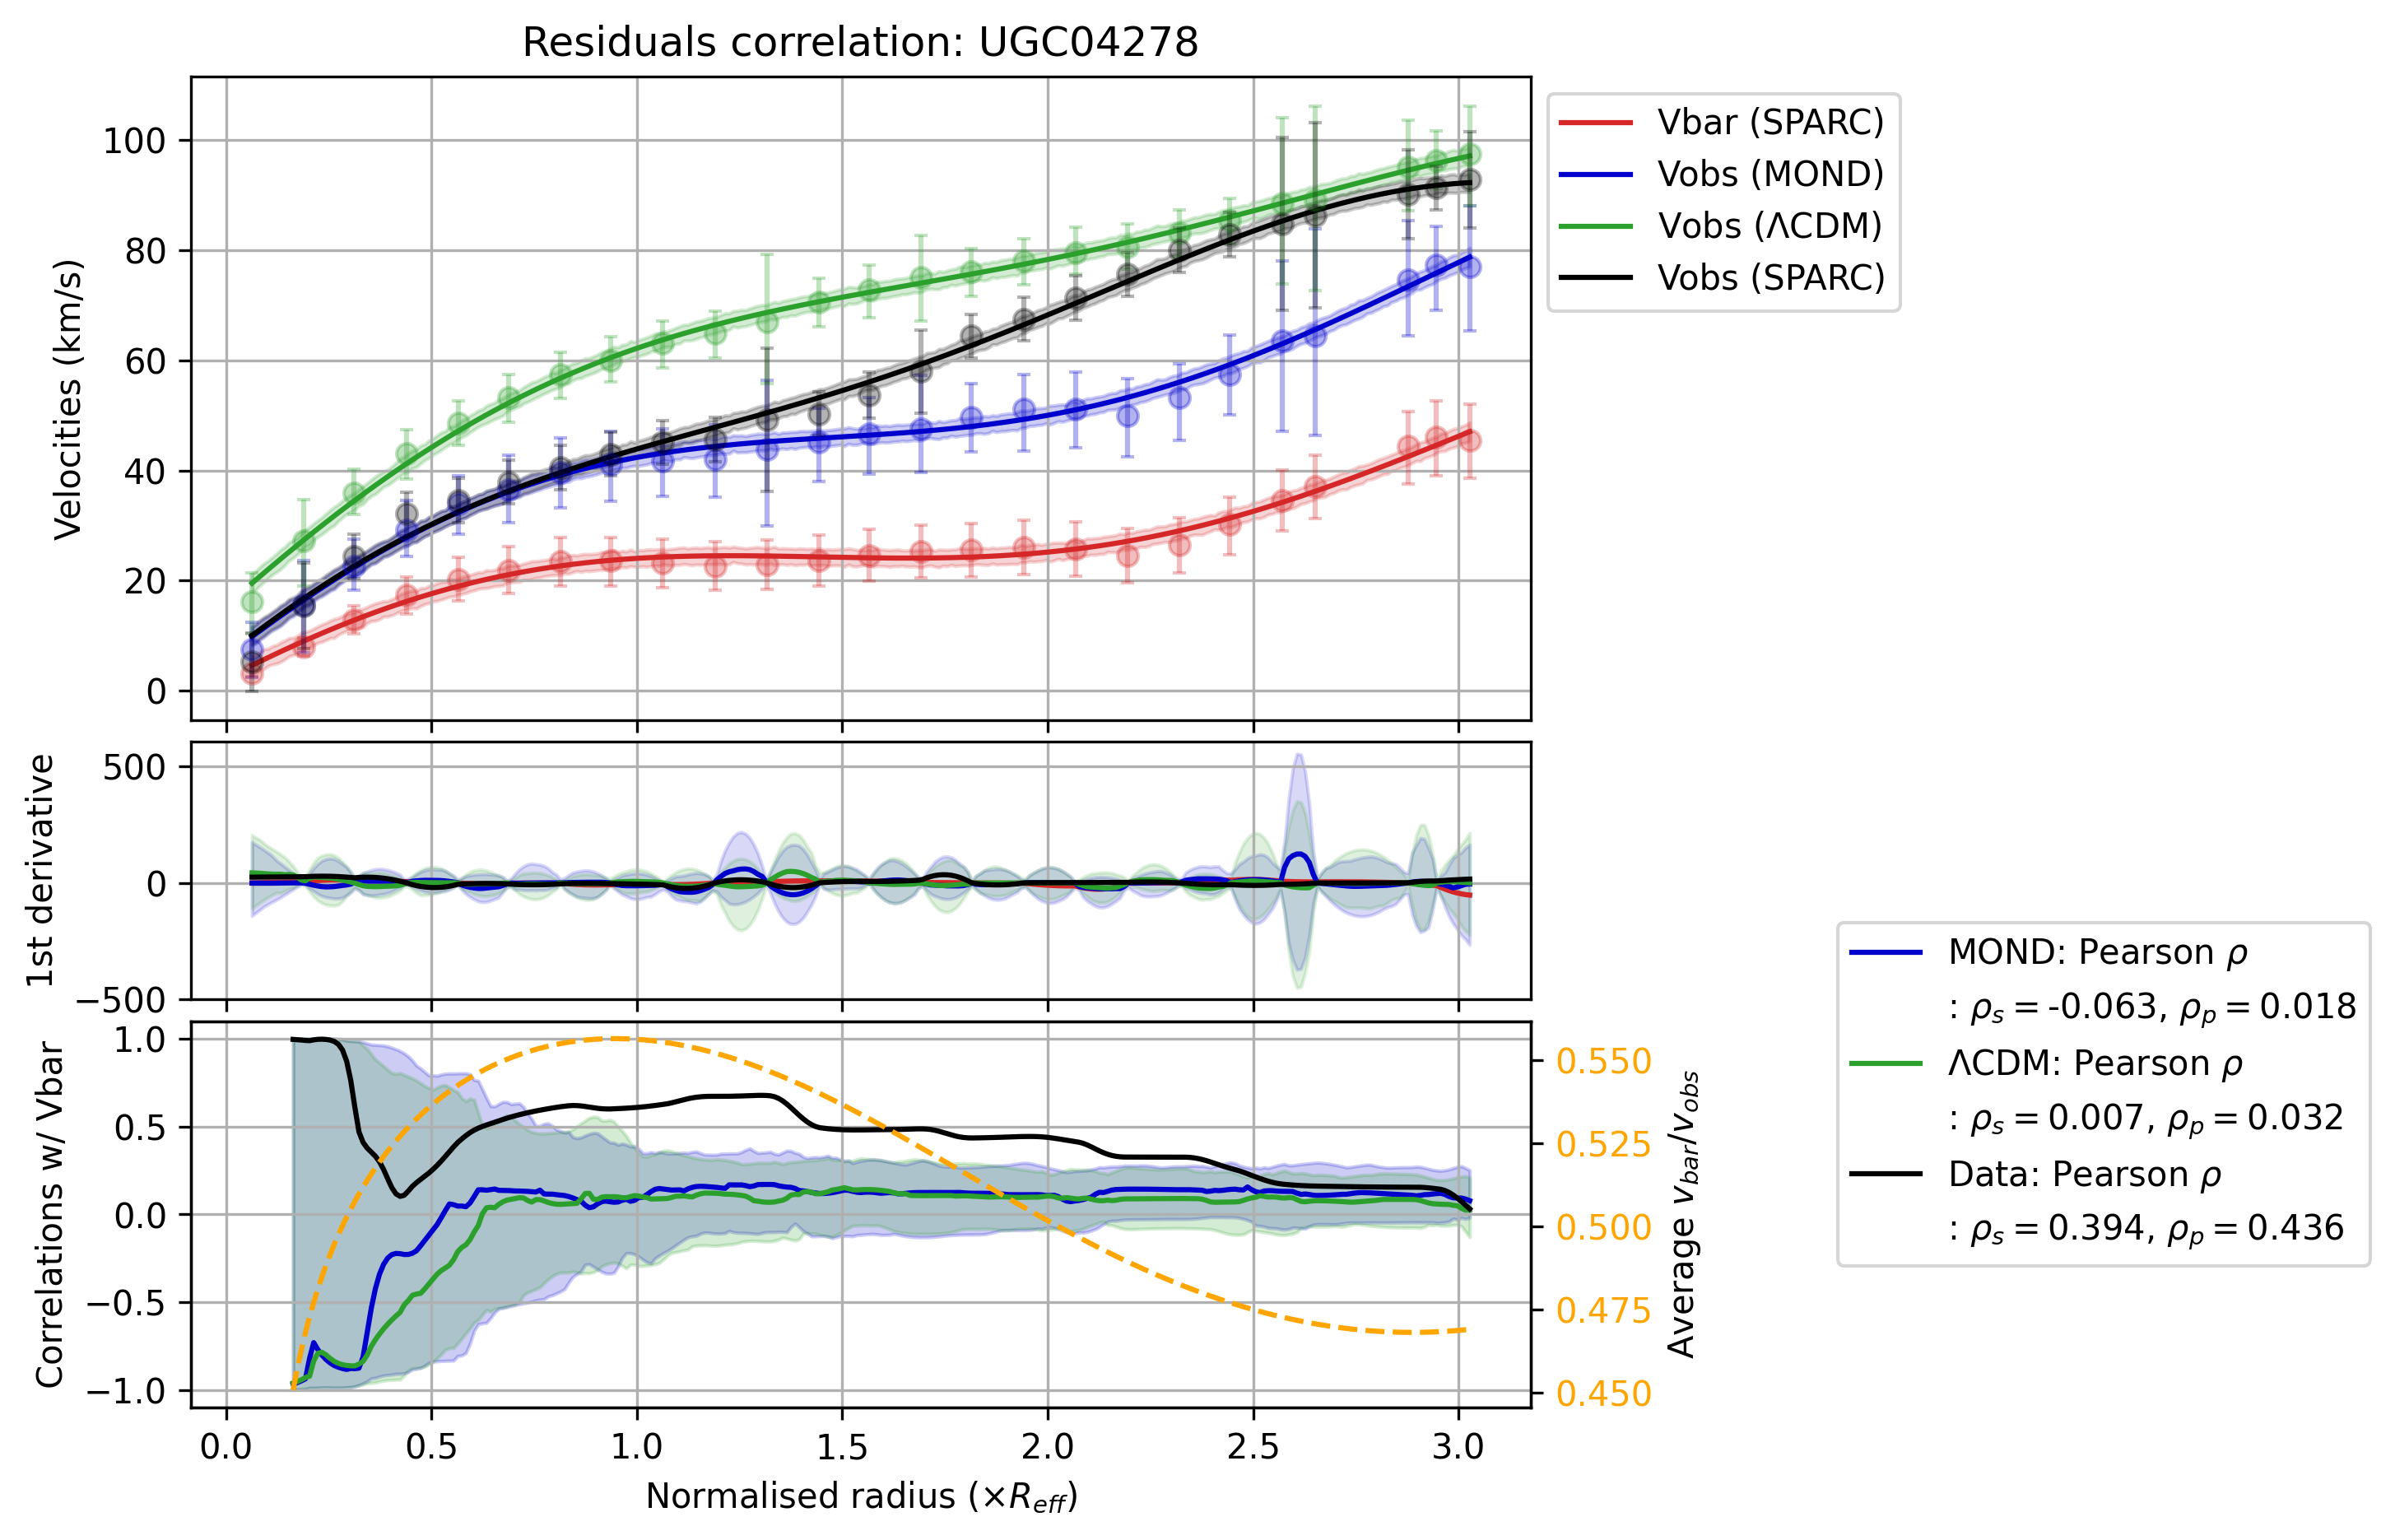 Residuals correlation: UGC04278
Velocities (km/s)
100
80
60
40
20
0
Vbar (SPARC)
Vobs (MOND)
Vobs (ΛCDM)
Vobs (SPARC)
1st derivative
500
0
−500
Correlations w/ Vbar
1.0
0.5
0.0
−0.5
−1.0
0.550
0.525
0.500
0.475
0.450
Average v_bar/v_obs
MOND: Pearson ρ
: ρ_s = -0.063, ρ_p = 0.018
ΛCDM: Pearson ρ
: ρ_s = 0.007, ρ_p = 0.032
Data: Pearson ρ
: ρ_s = 0.394, ρ_p = 0.436
0.0 0.5 1.0 1.5 2.0 2.5 3.0
Normalised radius (×R_eff)